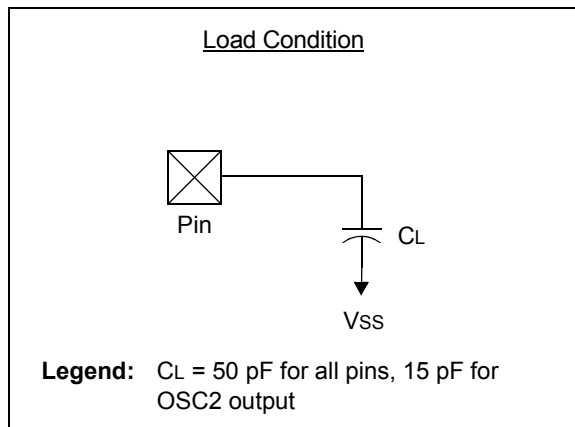 Load Condition
Pin
CL
VSS
Legend: CL = 50 pF for all pins, 15 pF for
OSC2 output